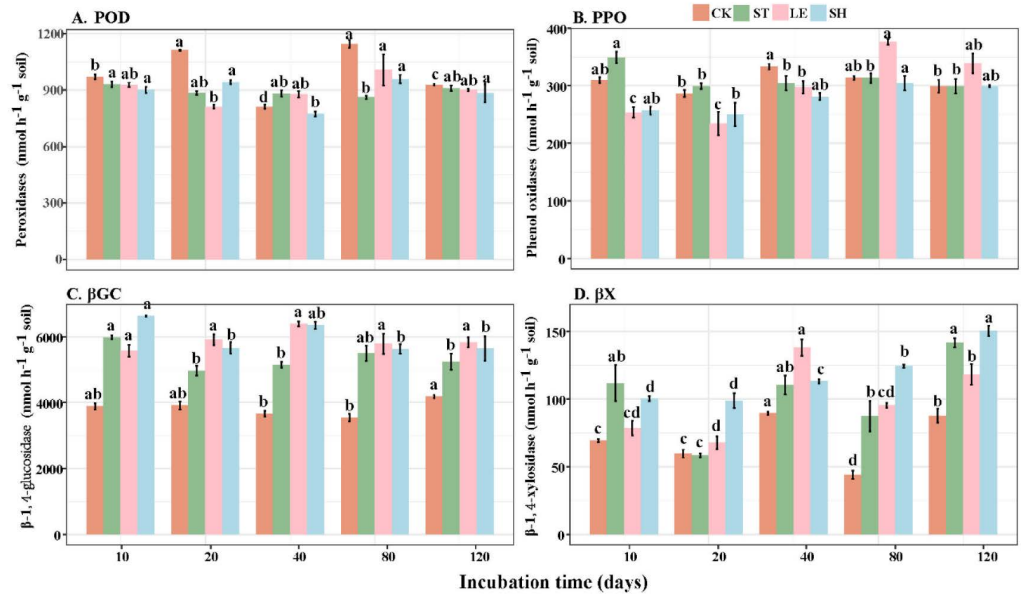 A. POD
B. PPO
CK ST LE SH
Peroxidases (nmol h⁻¹ g⁻¹ soil)
1200
900
600
300
0
b a ab a
a ab b a
d ab ab b
a b a a
c ab ab a
Phenol oxidases (nmol h⁻¹ g⁻¹ soil)
400
300
200
100
0
ab a c ab
b b c b
a b b ab
b b a a
b b ab ab
C. βGC
D. βX
β-1, 4-glucosidase (nmol h⁻¹ g⁻¹ soil)
6000
4000
2000
0
ab a a a
ab b a b
b b a ab
b ab b b
a b a b
10 20 40 80 120
β-1, 4-xylosidase (nmol h⁻¹ g⁻¹ soil)
150
100
50
0
c ab cd d
c c d d
a ab a c
d b cd b
b a b a
10 20 40 80 120
Incubation time (days)